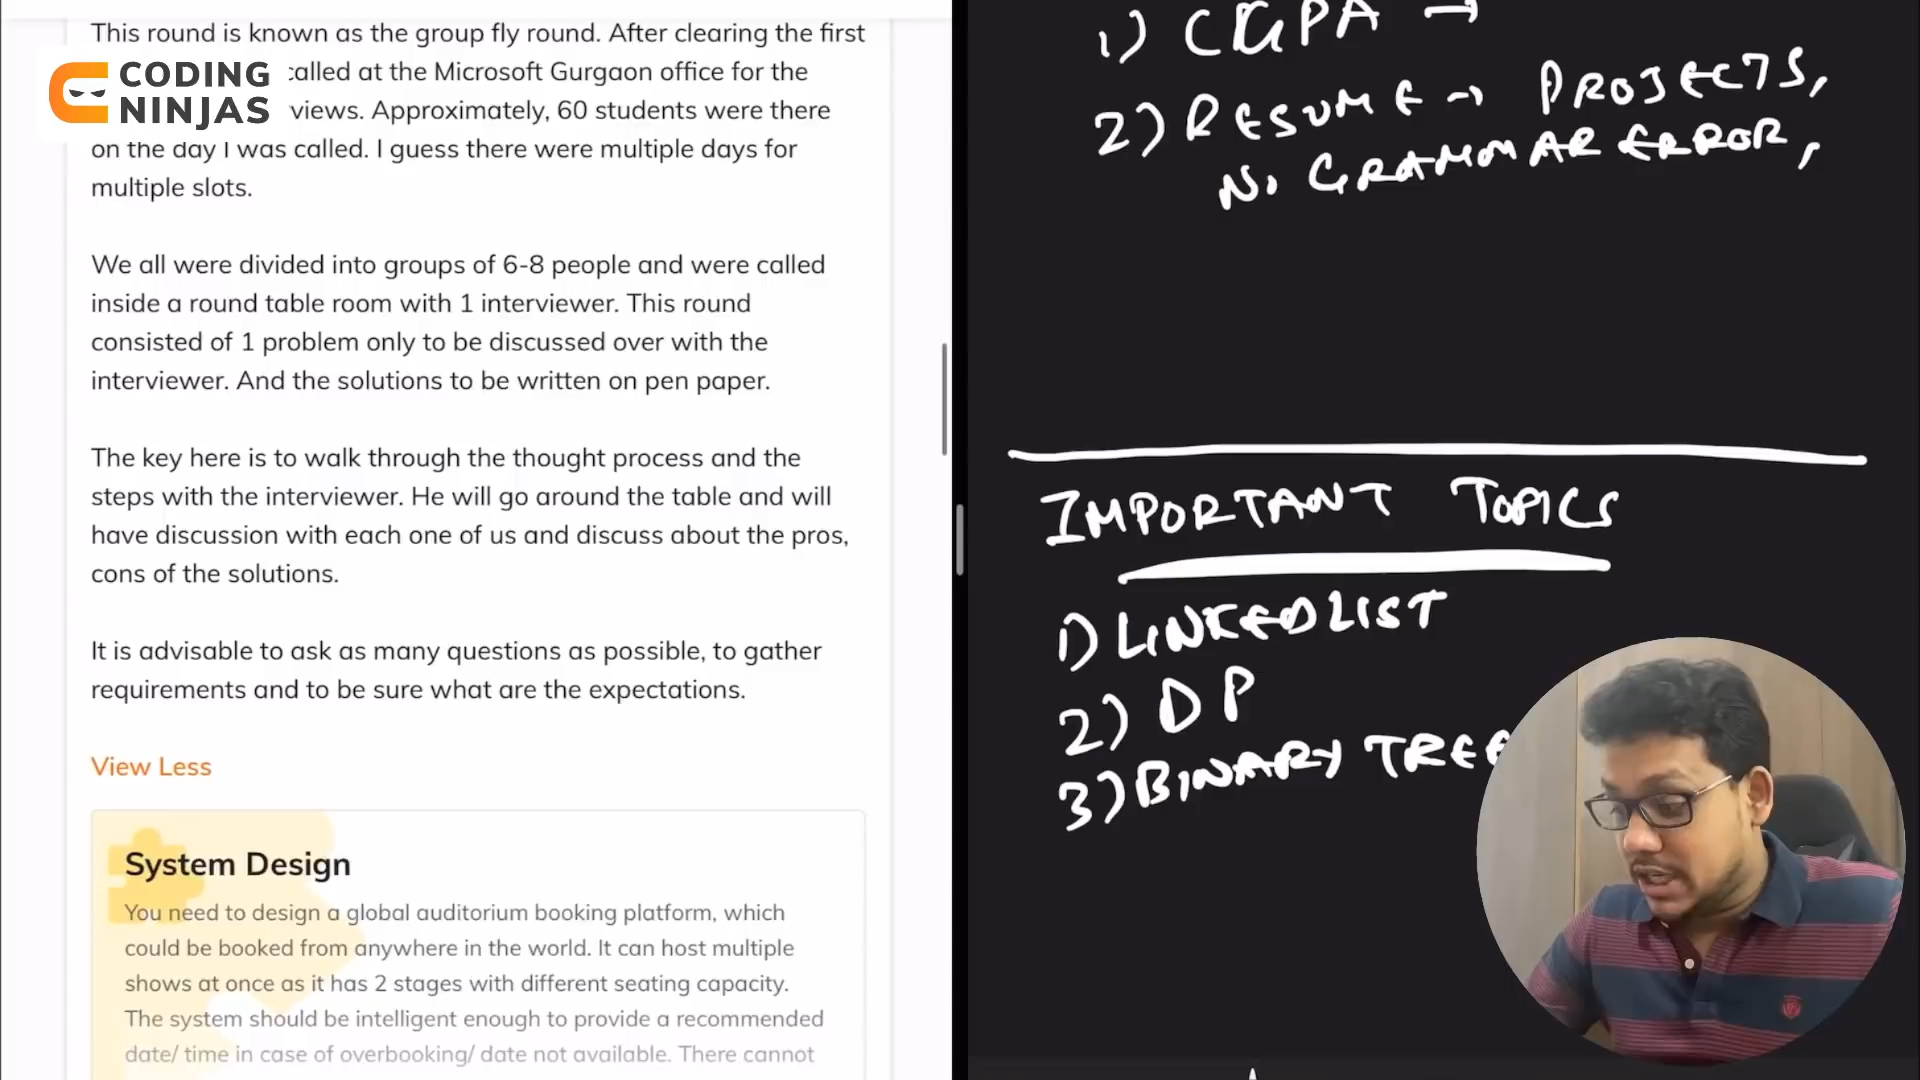 This round is known as the group fly round. After clearing the first
CODING
NINJAS
called at the Microsoft Gurgaon office for the
views. Approximately, 60 students were there
on the day I was called. I guess there were multiple days for
multiple slots.
We all were divided into groups of 6-8 people and were called
inside a round table room with 1 interviewer. This round
consisted of 1 problem only to be discussed over with the
interviewer. And the solutions to be written on pen paper.
The key here is to walk through the thought process and the
steps with the interviewer. He will go around the table and will
have discussion with each one of us and discuss about the pros,
cons of the solutions.
It is advisable to ask as many questions as possible, to gather
requirements and to be sure what are the expectations.
View Less
System Design
You need to design a global auditorium booking platform, which
could be booked from anywhere in the world. It can host multiple
shows at once as it has 2 stages with different seating capacity.
The system should be intelligent enough to provide a recommended
date/ time in case of overbooking/ date not available. There cannot
1) CGPA →
2) RESUME → PROJECTS,
No GRAMMAR ERROR,
IMPORTANT TOPICS
1) LINKEDLIST
2) DP
3) BINARY TREE